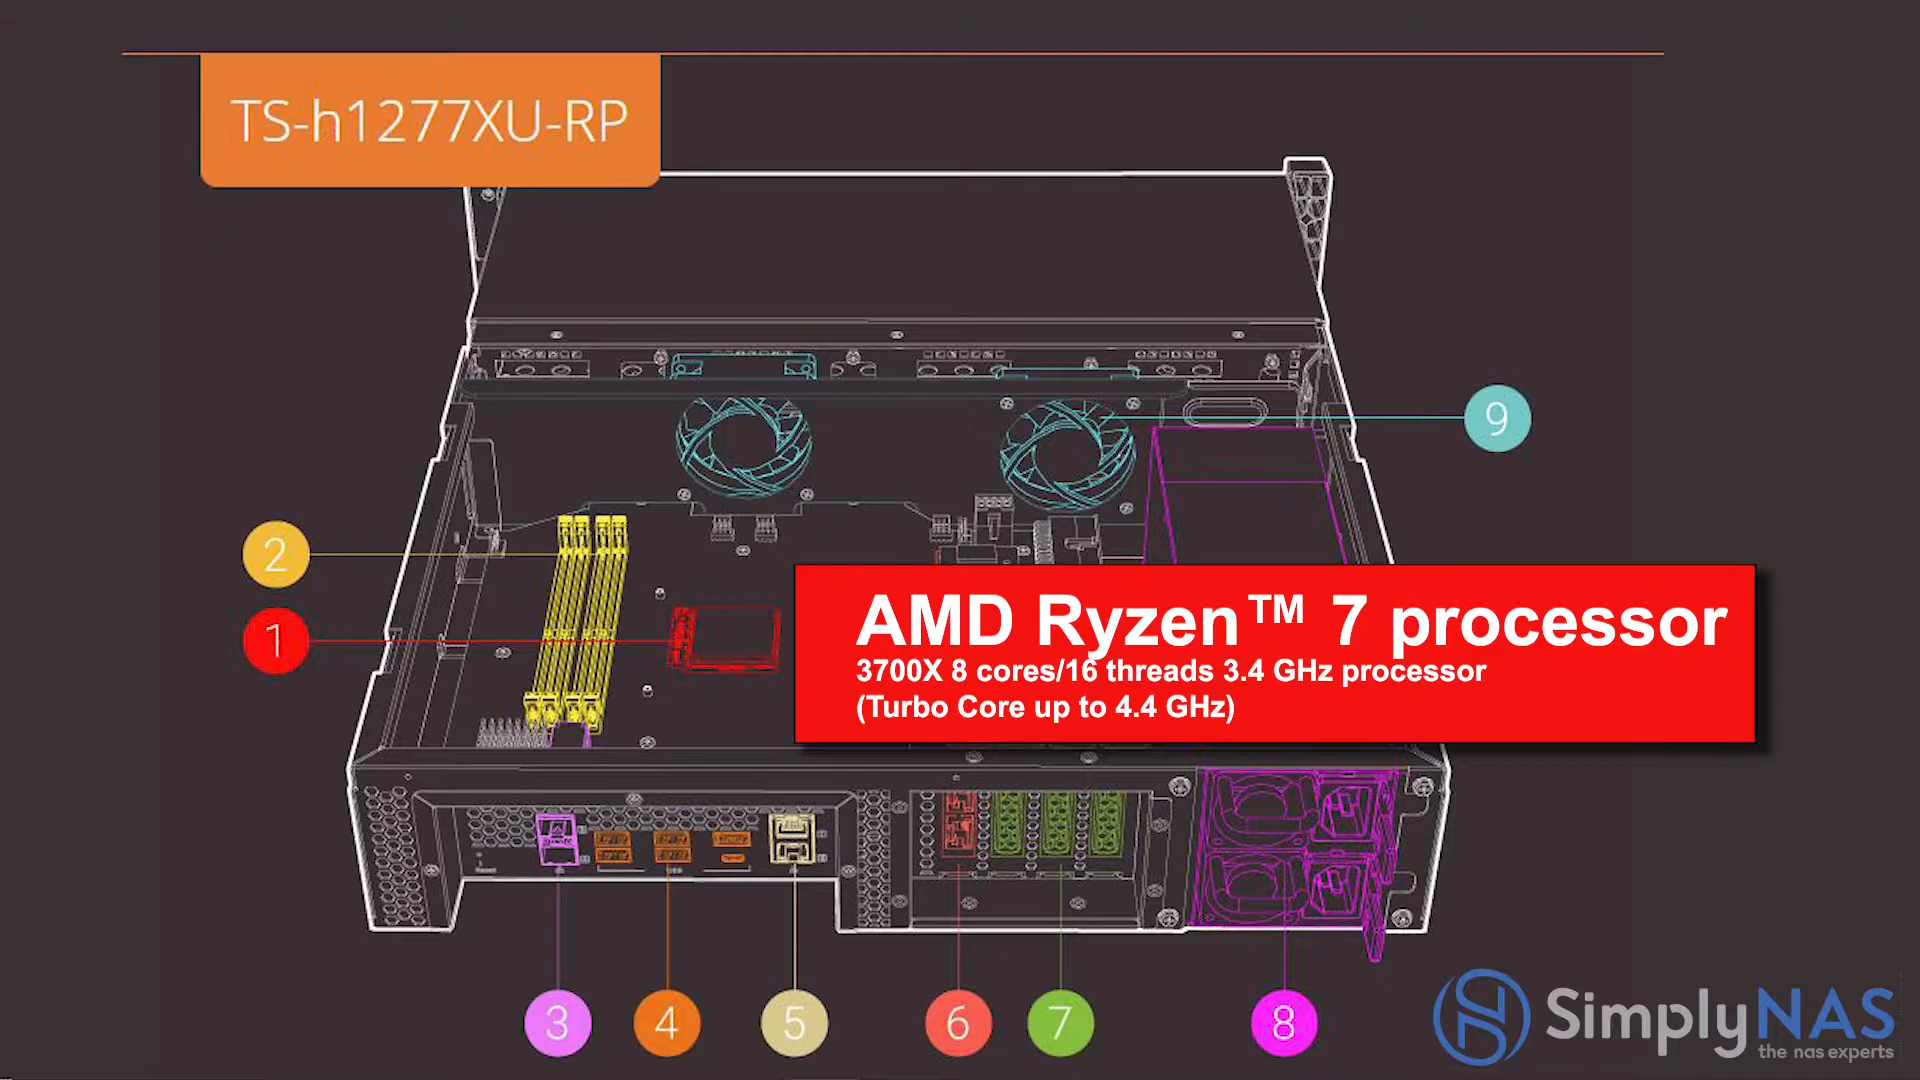 TS-h1277XU-RP
9
2
1
AMD Ryzen™ 7 processor
3700X 8 cores/16 threads 3.4 GHz processor
(Turbo Core up to 4.4 GHz)
3
4
5
6
7
8
SimplyNAS
the nas experts